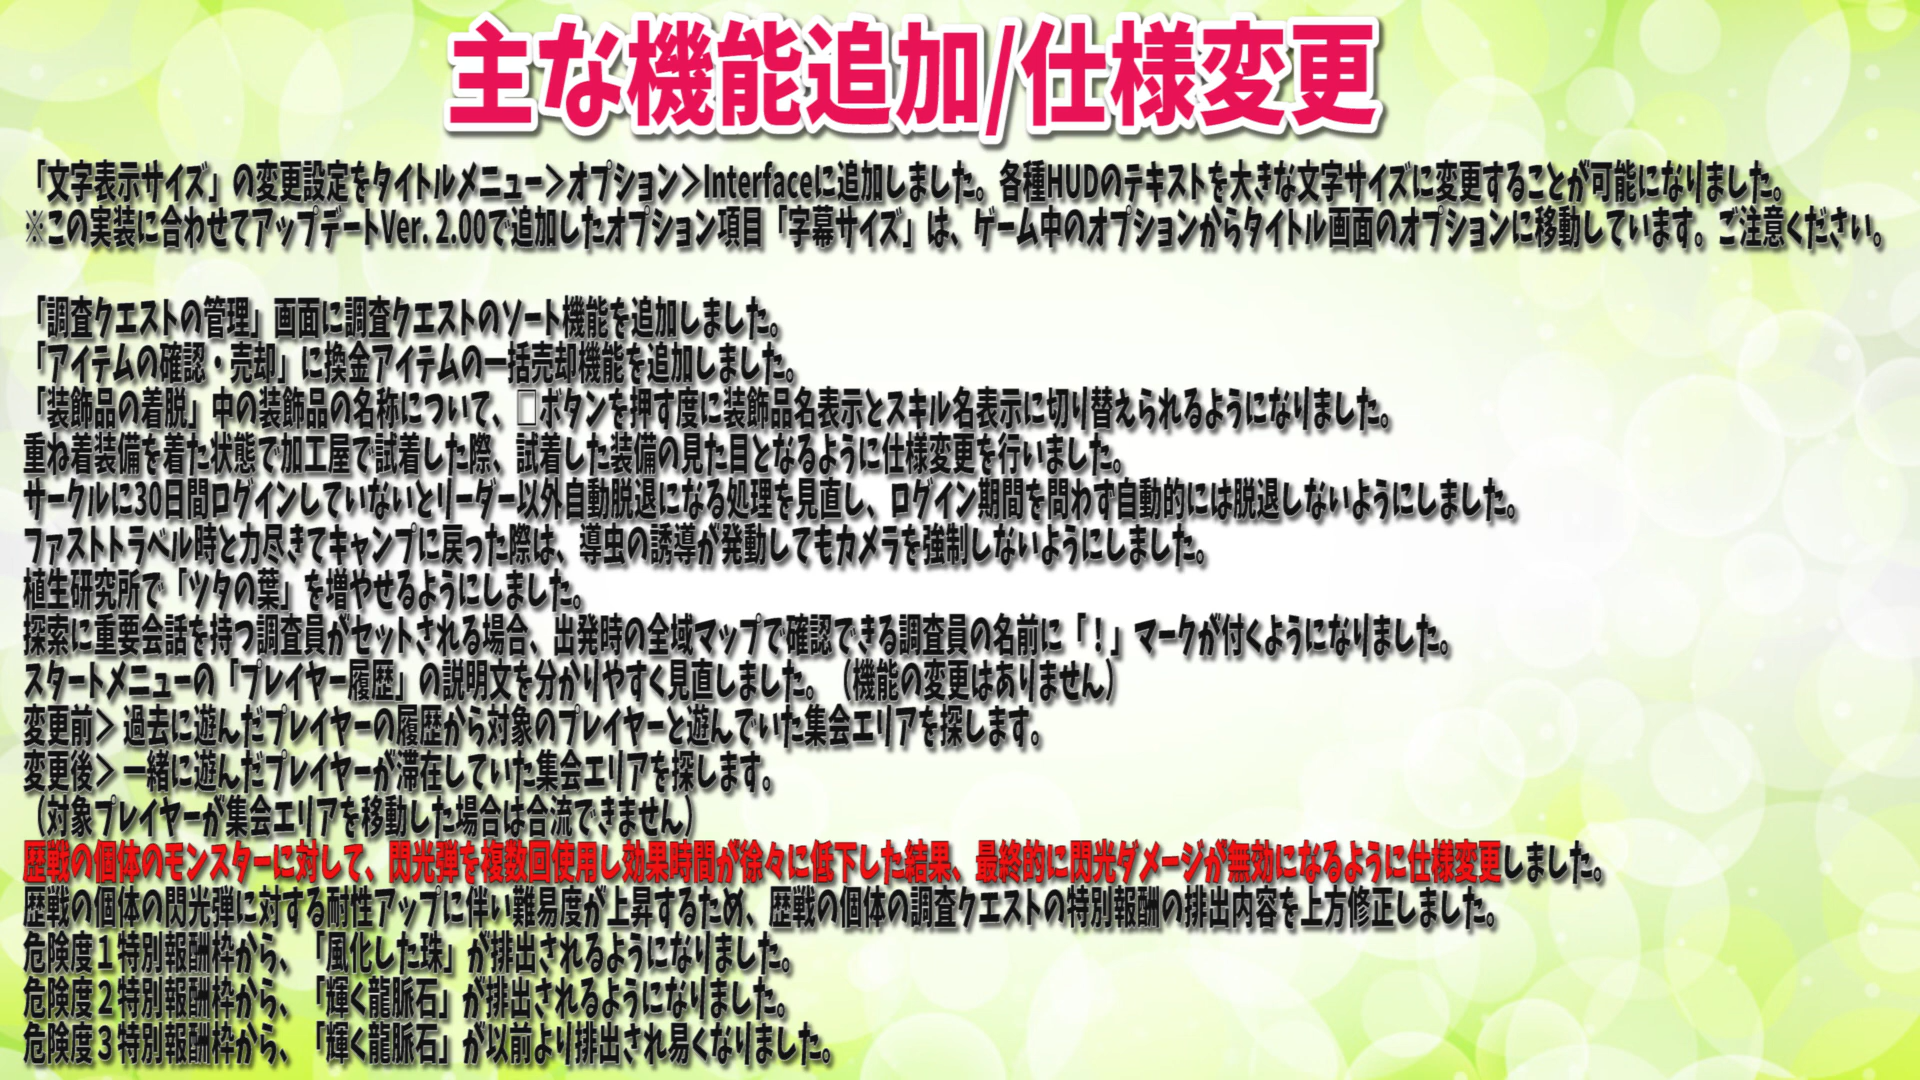 主な機能追加/仕様変更
「文字表示サイズ」の変更設定をタイトルメニュー＞オプション＞Interfaceに追加しました。各種HUDのテキストを大きな文字サイズに変更することが可能になりました。
※この実装に合わせてアップデートVer. 2.00で追加したオプション項目「字幕サイズ」は、ゲーム中のオプションからタイトル画面のオプションに移動しています。ご注意ください。
「調査クエストの管理」画面に調査クエストのソート機能を追加しました。
「アイテムの確認・売却」に換金アイテムの一括売却機能を追加しました。
「装飾品の着脱」中の装飾品の名称について、□ボタンを押す度に装飾品名表示とスキル名表示に切り替えられるようになりました。
重ね着装備を着た状態で加工屋で試着した際、試着した装備の見た目となるように仕様変更を行いました。
サークルに30日間ログインしていないとリーダー以外自動脱退になる処理を見直し、ログイン期間を問わず自動的には脱退しないようにしました。
ファストトラベル時と力尽きてキャンプに戻った際は、導虫の誘導が発動してもカメラを強制しないようにしました。
植生研究所で「ツタの葉」を増やせるようにしました。
探索に重要会話を持つ調査員がセットされる場合、出発時の全域マップで確認できる調査員の名前に「！」マークが付くようになりました。
スタートメニューの「プレイヤー履歴」の説明文を分かりやすく見直しました。（機能の変更はありません）
変更前＞ 過去に遊んだプレイヤーの履歴から対象のプレイヤーと遊んでいた集会エリアを探します。
変更後＞ 一緒に遊んだプレイヤーが滞在していた集会エリアを探します。
（対象プレイヤーが集会エリアを移動した場合は合流できません）
歴戦の個体のモンスターに対して、閃光弾を複数回使用し効果時間が徐々に低下した結果、最終的に閃光ダメージが無効になるように仕様変更しました。
歴戦の個体の閃光弾に対する耐性アップに伴い難易度が上昇するため、歴戦の個体の調査クエストの特別報酬の排出内容を上方修正しました。
危険度１特別報酬枠から、「風化した珠」が排出されるようになりました。
危険度２特別報酬枠から、「輝く龍脈石」が排出されるようになりました。
危険度３特別報酬枠から、「輝く龍脈石」が以前より排出され易くなりました。